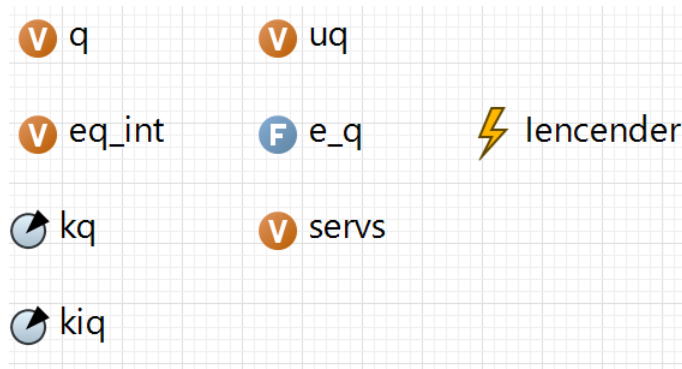 V q V uq
V eq_int F e_q lencender
kq V servs
kiq